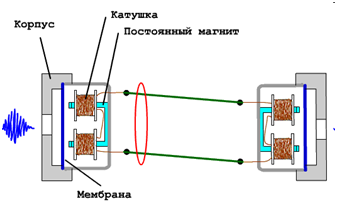 Катушка
Корпус
Постоянный магнит
Мембрана